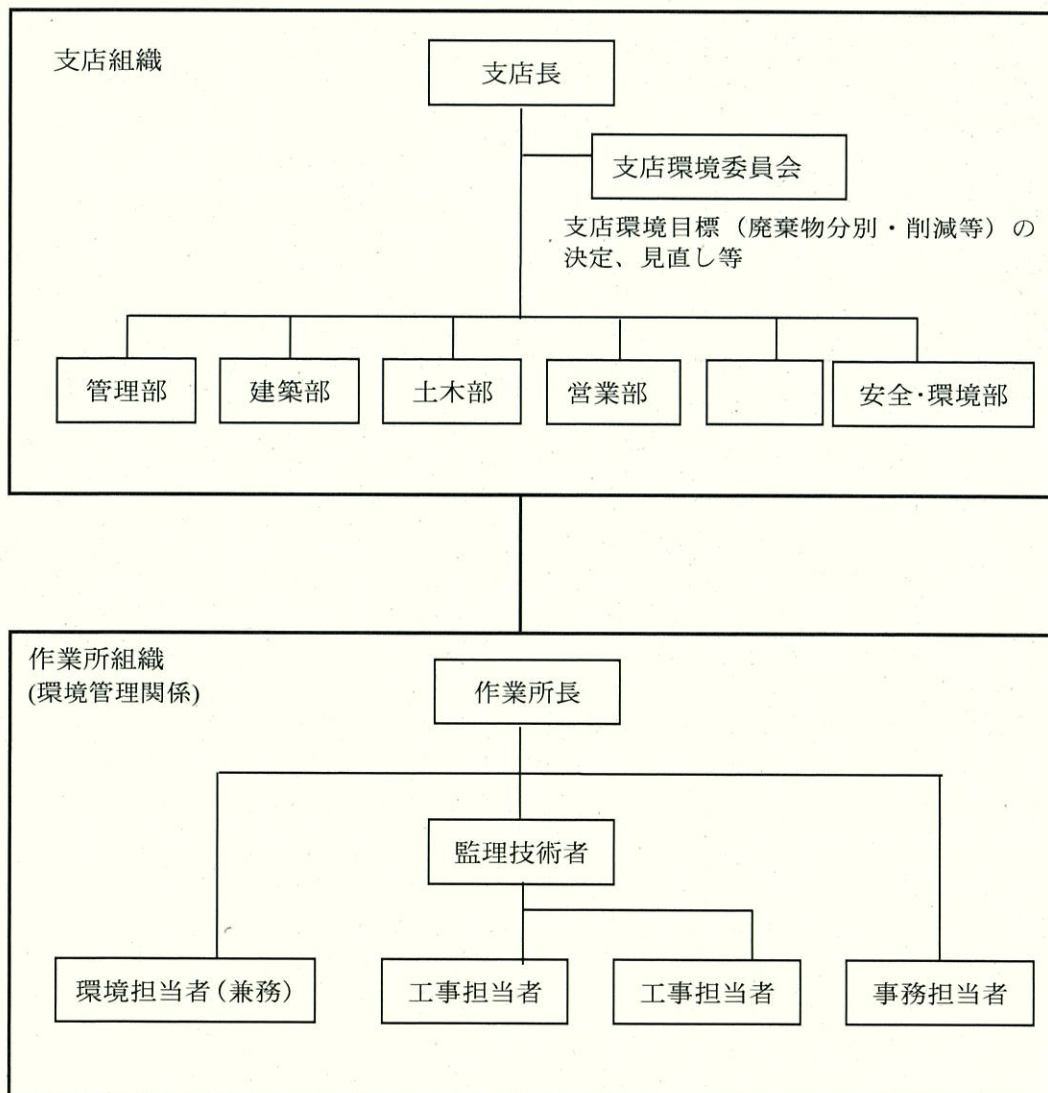 支店組織
支店長
支店環境委員会
支店環境目標（廃棄物分別・削減等）の
決定、見直し等
管理部
建築部
土木部
営業部
安全・環境部
作業所組織
(環境管理関係)
作業所長
監理技術者
環境担当者（兼務）
工事担当者
工事担当者
事務担当者